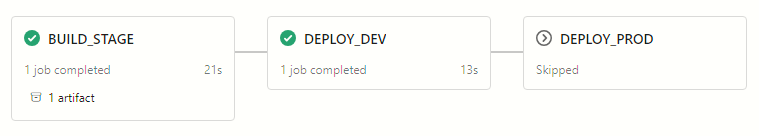 BUILD_STAGE
1 job completed 21s
1 artifact
DEPLOY_DEV
1 job completed 13s
DEPLOY_PROD
Skipped